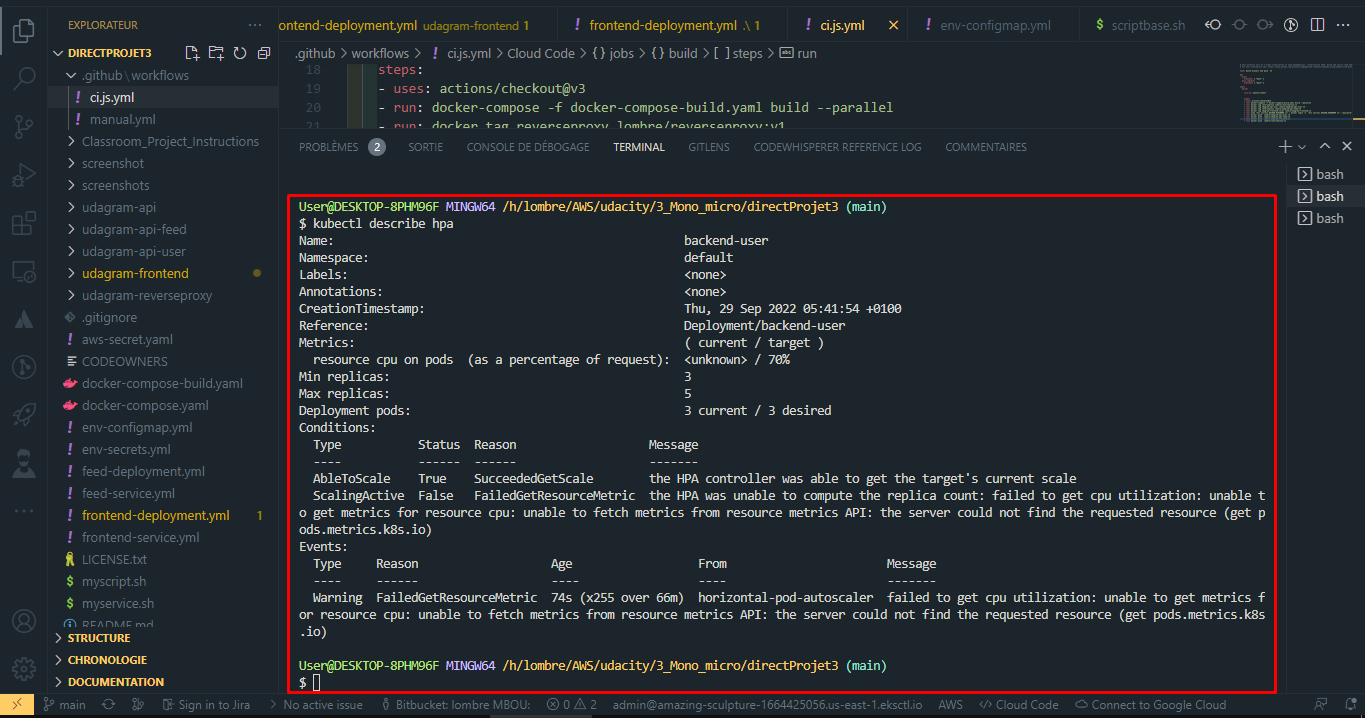 EXPLORATEUR ···
ontend-deployment.yml udagram-frontend 1
! frontend-deployment.yml .\ 1
! ci.js.yml
! env-configmap.yml
$ scriptbase.sh
DIRECTPROJET3
.github > workflows > ! ci.js.yml > Cloud Code > {} jobs > {} build > [ ] steps > abc run
.github \ workflows
! ci.js.yml
! manual.yml
Classroom_Project_Instructions
screenshot
screenshots
udagram-api
udagram-api-feed
udagram-api-user
udagram-frontend
udagram-reverseproxy
.gitignore
! aws-secret.yaml
CODEOWNERS
docker-compose-build.yaml
docker-compose.yaml
! env-configmap.yml
! env-secrets.yml
! feed-deployment.yml
! feed-service.yml
! frontend-deployment.yml 1
! frontend-service.yml
LICENSE.txt
$ myscript.sh
$ myservice.sh
README.md
STRUCTURE
CHRONOLOGIE
DOCUMENTATION
18 steps:
19 - uses: actions/checkout@v3
20 - run: docker-compose -f docker-compose-build.yaml build --parallel
21 - run: docker tag reverseproxy lombre/reverseproxy:v1
PROBLÈMES 2 SORTIE CONSOLE DE DÉBOGAGE TERMINAL GITLENS CODEWHISPERER REFERENCE LOG COMMENTAIRES
bash
bash
bash
User@DESKTOP-8PHM96F MINGW64 /h/lombre/AWS/udacity/3_Mono_micro/directProjet3 (main)
$ kubectl describe hpa
Name: backend-user
Namespace: default
Labels: <none>
Annotations: <none>
CreationTimestamp: Thu, 29 Sep 2022 05:41:54 +0100
Reference: Deployment/backend-user
Metrics: ( current / target )
resource cpu on pods (as a percentage of request): <unknown> / 70%
Min replicas: 3
Max replicas: 5
Deployment pods: 3 current / 3 desired
Conditions:
Type Status Reason Message
---- ------ ------ -------
AbleToScale True SucceededGetScale the HPA controller was able to get the target's current scale
ScalingActive False FailedGetResourceMetric the HPA was unable to compute the replica count: failed to get cpu utilization: unable t
o get metrics for resource cpu: unable to fetch metrics from resource metrics API: the server could not find the requested resource (get p
ods.metrics.k8s.io)
Events:
Type Reason Age From Message
---- ------ ---- ---- -------
Warning FailedGetResourceMetric 74s (x255 over 66m) horizontal-pod-autoscaler failed to get cpu utilization: unable to get metrics f
or resource cpu: unable to fetch metrics from resource metrics API: the server could not find the requested resource (get pods.metrics.k8s
.io)
User@DESKTOP-8PHM96F MINGW64 /h/lombre/AWS/udacity/3_Mono_micro/directProjet3 (main)
$
main Sign in to Jira No active issue Bitbucket: lombre MBOU: 0 2 admin@amazing-sculpture-1664425056.us-east-1.eksctl.io AWS Cloud Code Connect to Google Cloud